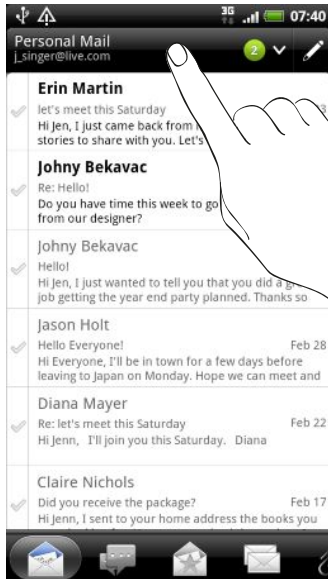 3G
07:40
Personal Mail
j_singer@live.com
2
Erin Martin
let's meet this Saturday
Hi Jen, I just came back from
stories to share with you. Let's
Johny Bekavac
Re: Hello!
Do you have time this week to go
from our designer?
Johny Bekavac
Hello!
Hi Jen, I just wanted to tell you that you did a
job getting the year end party planned. Thanks so
Jason Holt
Hello Everyone!
Feb 28
Hi Everyone, I'll be in town for a few days before
leaving to Japan on Monday. Hope we can meet and
Diana Mayer
Re: let's meet this Saturday
Feb 22
Hi Jenn, I'll join you this Saturday. Diana
Claire Nichols
Did you receive the package?
Feb 17
Hi Jenn, I sent to your home address the books you